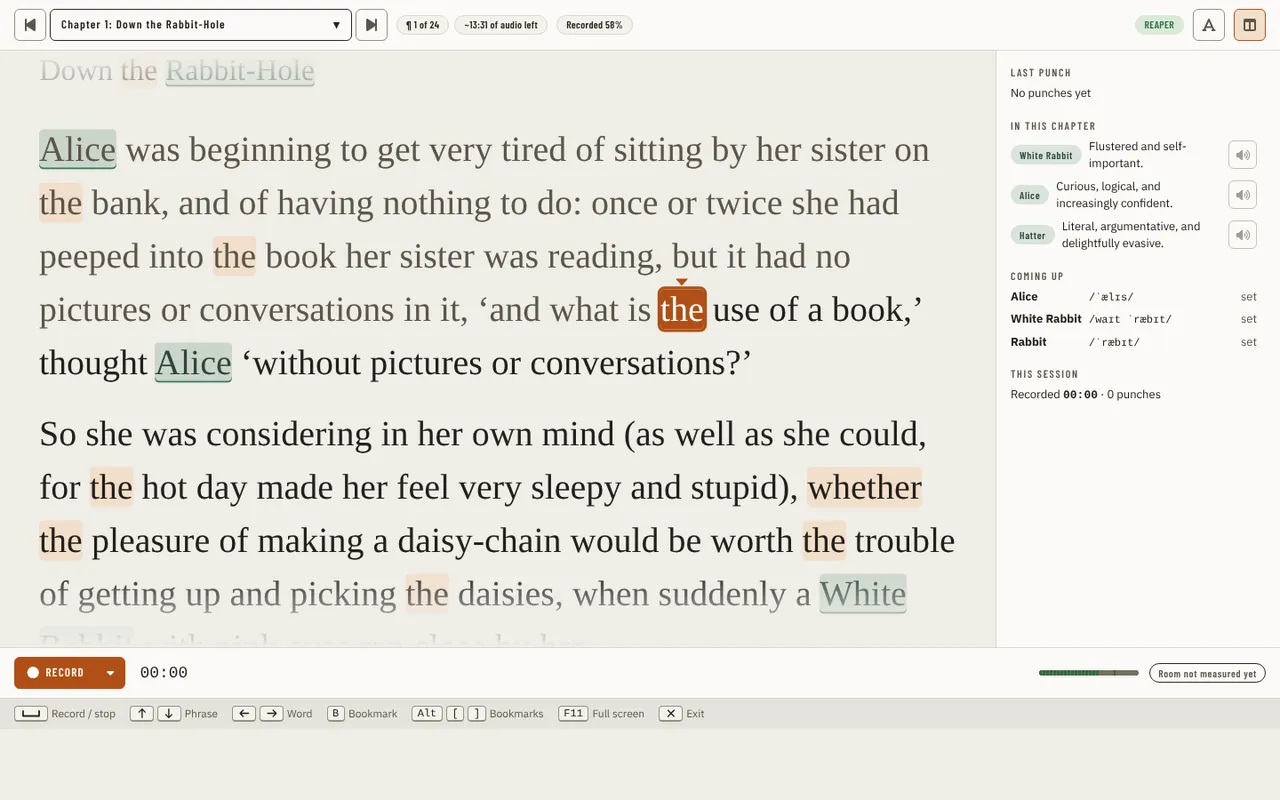 Chapter 1: Down the Rabbit-Hole
¶ 1 of 24
~13:31 of audio left
Recorded 58%
REAPER
A
Down the Rabbit-Hole
Alice was beginning to get very tired of sitting by her sister on
the bank, and of having nothing to do: once or twice she had
peeped into the book her sister was reading, but it had no
pictures or conversations in it, ‘and what is the use of a book,’
thought Alice ‘without pictures or conversations?’
So she was considering in her own mind (as well as she could,
for the hot day made her feel very sleepy and stupid), whether
the pleasure of making a daisy-chain would be worth the trouble
of getting up and picking the daisies, when suddenly a White
Rabbit with pink eyes ran close by her.
LAST PUNCH
No punches yet
IN THIS CHAPTER
White Rabbit Flustered and self-
important.
Alice Curious, logical, and
increasingly confident.
Hatter Literal, argumentative, and
delightfully evasive.
COMING UP
Alice /ˈælɪs/ set
White Rabbit /waɪt ˈræbɪt/ set
Rabbit /ˈræbɪt/ set
THIS SESSION
Recorded 00:00 · 0 punches
RECORD
00:00
Room not measured yet
Record / stop ↑ ↓ Phrase ← → Word B Bookmark Alt [ ] Bookmarks F11 Full screen ✕ Exit